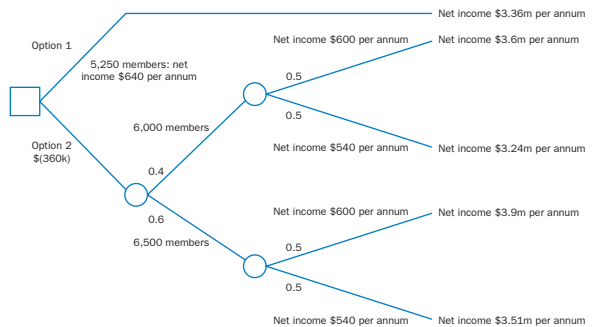 Net income $3.36m per annum
Option 1
Net income $600 per annum
Net income $3.6m per annum
5,250 members: net
income $640 per annum
0.5
0.5
6,000 members
Option 2
$(360k)
Net income $540 per annum
Net income $3.24m per annum
0.4
0.6
Net income $600 per annum
Net income $3.9m per annum
6,500 members
0.5
0.5
Net income $540 per annum
Net income $3.51m per annum